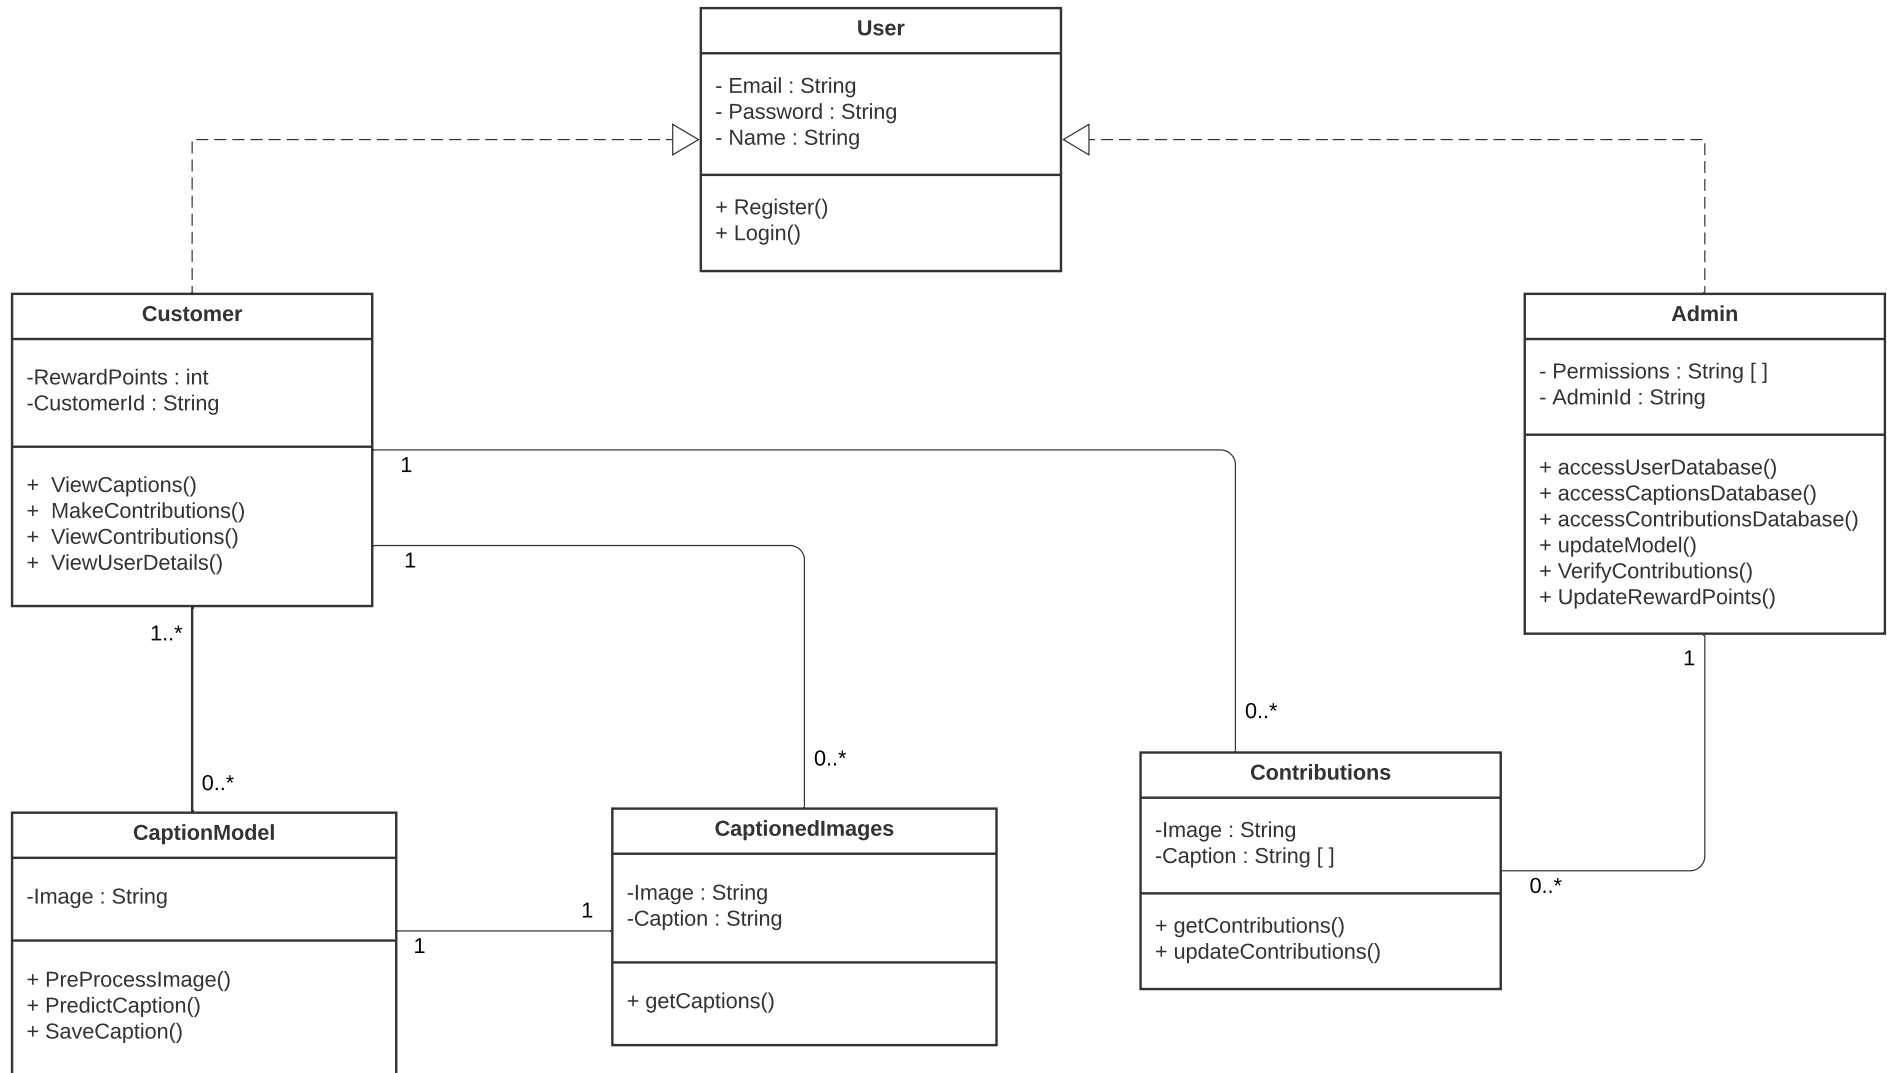 User
- Email : String
- Password : String
- Name : String
+ Register()
+ Login()
Customer
-RewardPoints : int
-CustomerId : String
+  ViewCaptions()
+  MakeContributions()
+  ViewContributions()
+  ViewUserDetails()
Admin
- Permissions : String [ ]
- AdminId : String
+ accessUserDatabase()
+ accessCaptionsDatabase()
+ accessContributionsDatabase()
+ updateModel()
+ VerifyContributions()
+ UpdateRewardPoints()
1
1
1..*
1
0..*
0..*
0..*
CaptionModel
-Image : String
+ PreProcessImage()
+ PredictCaption()
+ SaveCaption()
1
1
CaptionedImages
-Image : String
-Caption : String
+ getCaptions()
Contributions
-Image : String
-Caption : String [ ]
+ getContributions()
+ updateContributions()
0..*